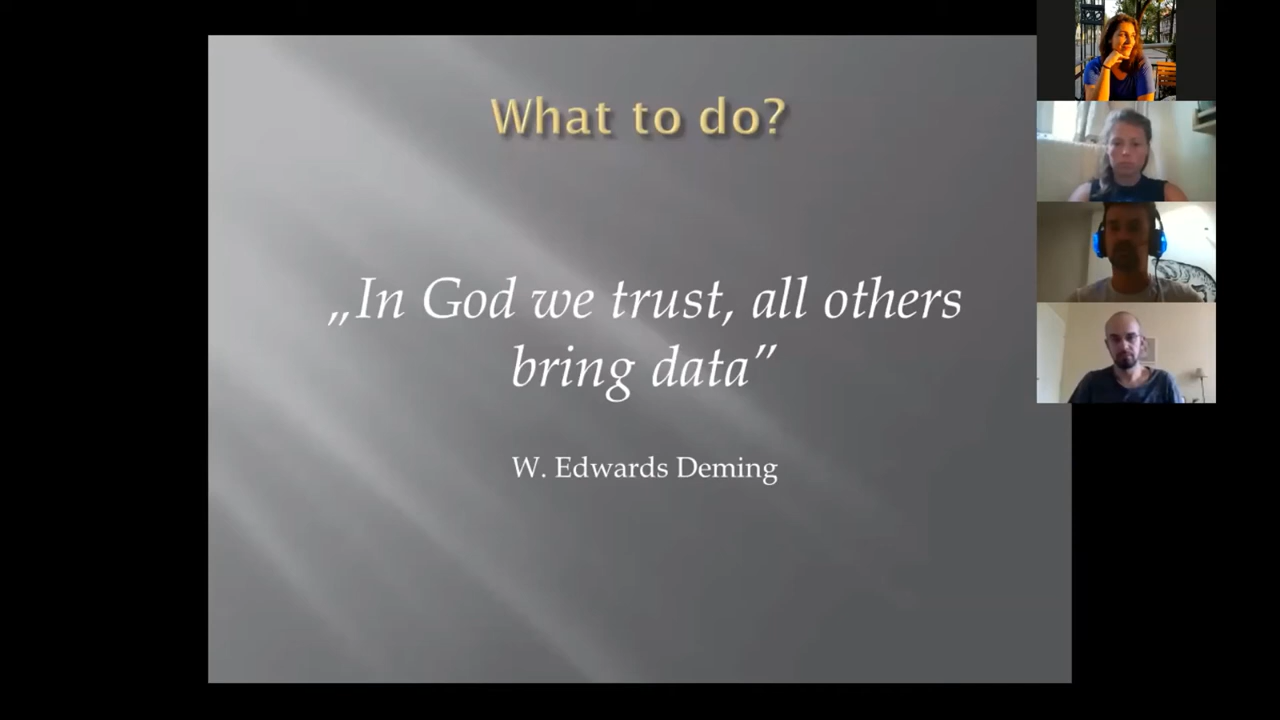 What to do?
„In God we trust, all others
bring data”
W. Edwards Deming